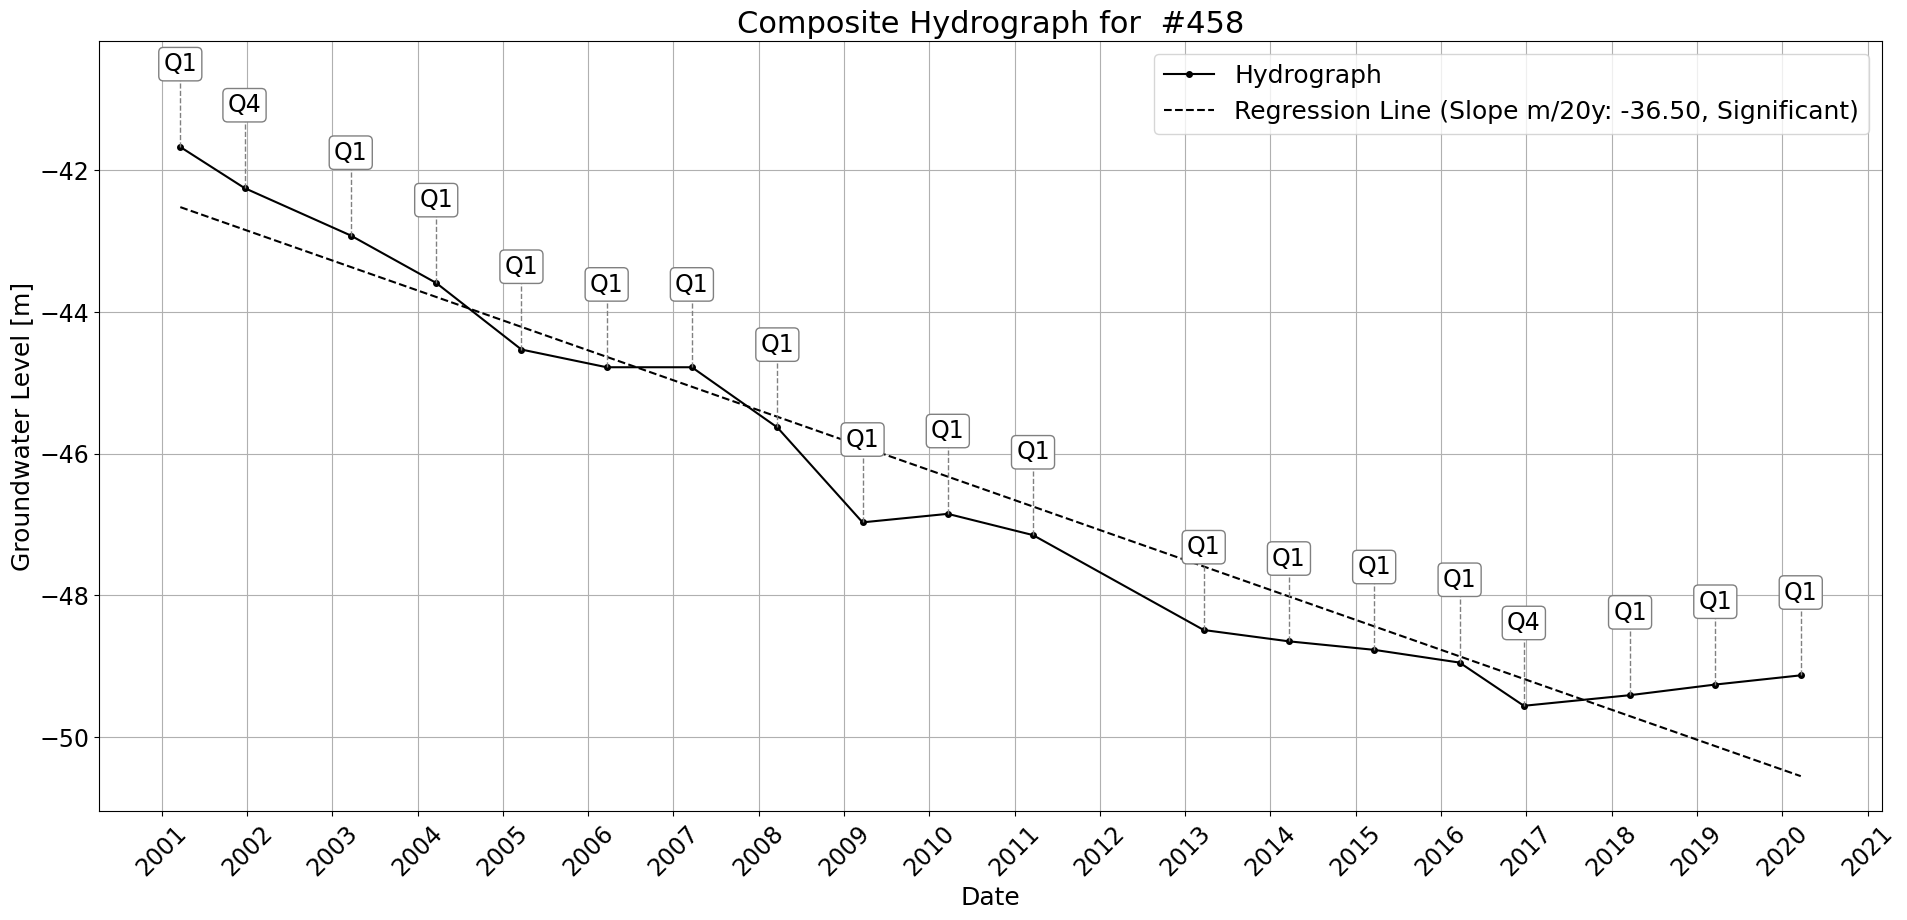 Composite Hydrograph for  #458
Hydrograph
Regression Line (Slope m/20y: -36.50, Significant)
Q1
Q4
Q1
Q1
Q1
Q1
Q1
Q1
Q1
Q1
Q1
Q1
Q1
Q1
Q1
Q4
Q1
Q1
Q1
Groundwater Level [m]
−42
−44
−46
−48
−50
2001
2002
2003
2004
2005
2006
2007
2008
2009
2010
2011
2012
2013
2014
2015
2016
2017
2018
2019
2020
2021
Date